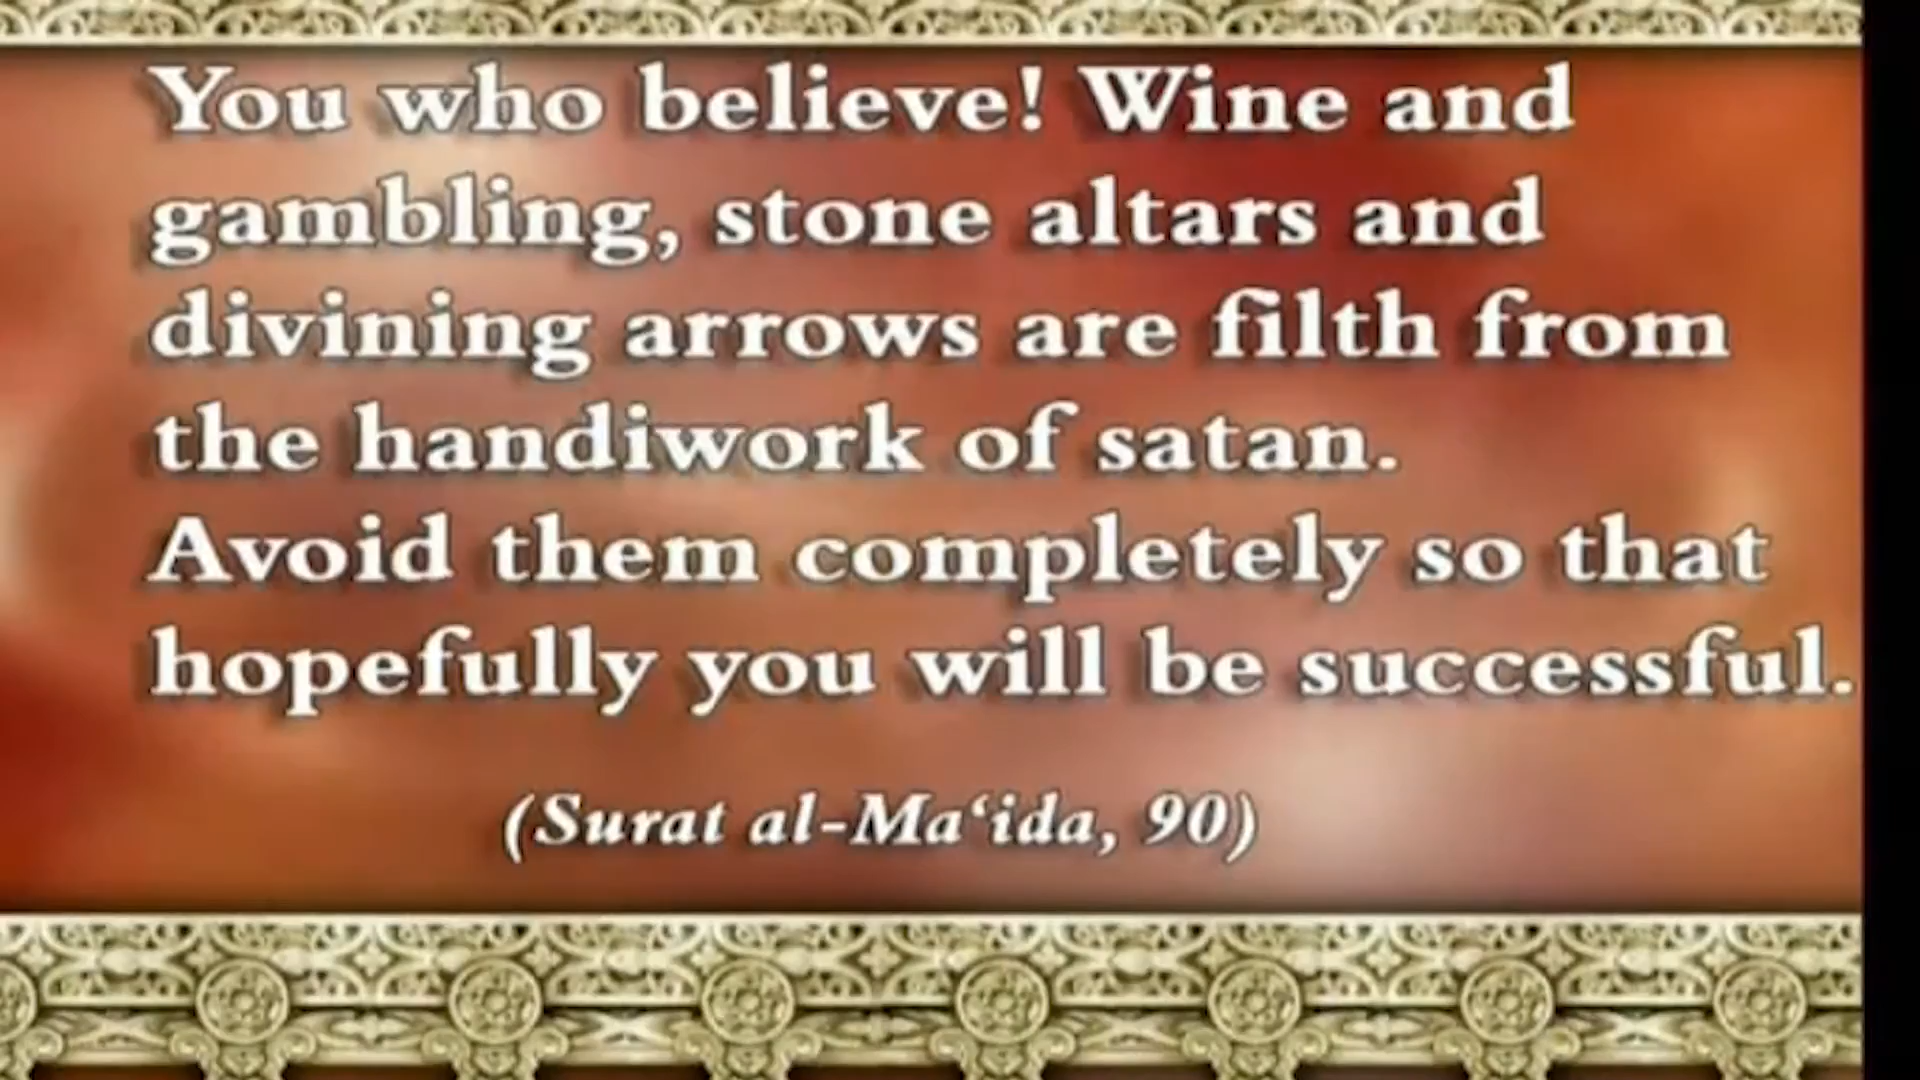 You who believe! Wine and
gambling, stone altars and
divining arrows are filth from
the handiwork of satan.
Avoid them completely so that
hopefully you will be successful.
(Surat al-Ma‘ida, 90)